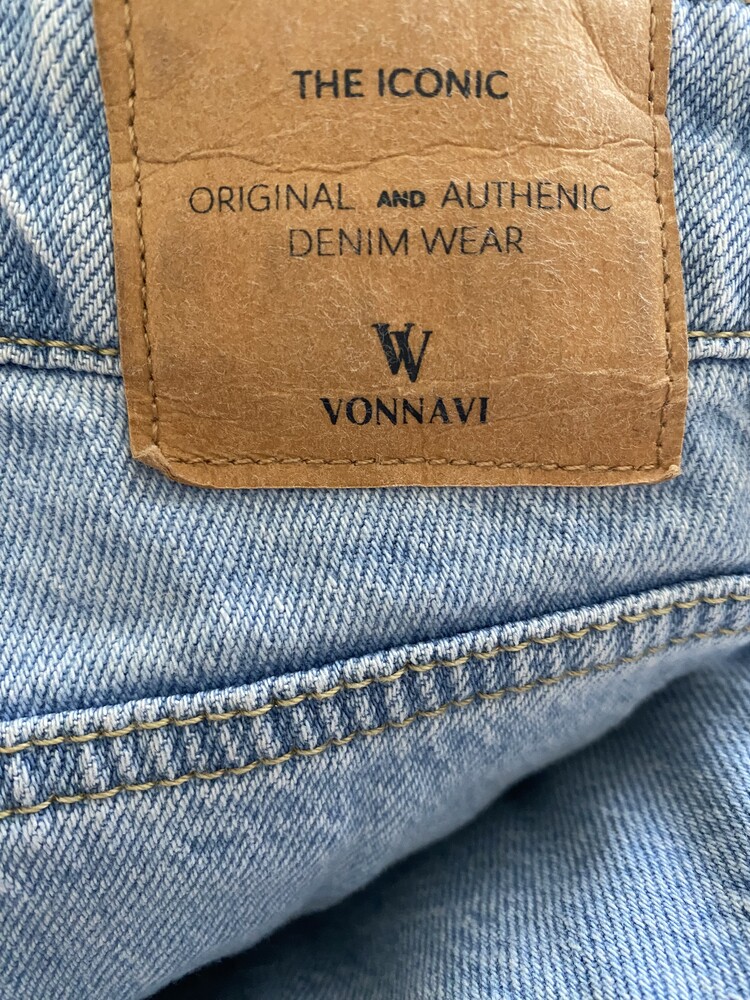 THE ICONIC
ORIGINAL AND AUTHENIC
DENIM WEAR
VV
VONNAVI